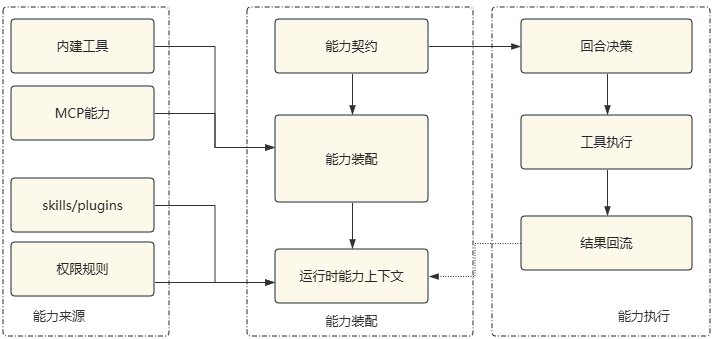 内建工具
MCP能力
skills/plugins
权限规则
能力来源
能力契约
能力装配
运行时能力上下文
能力装配
回合决策
工具执行
结果回流
能力执行